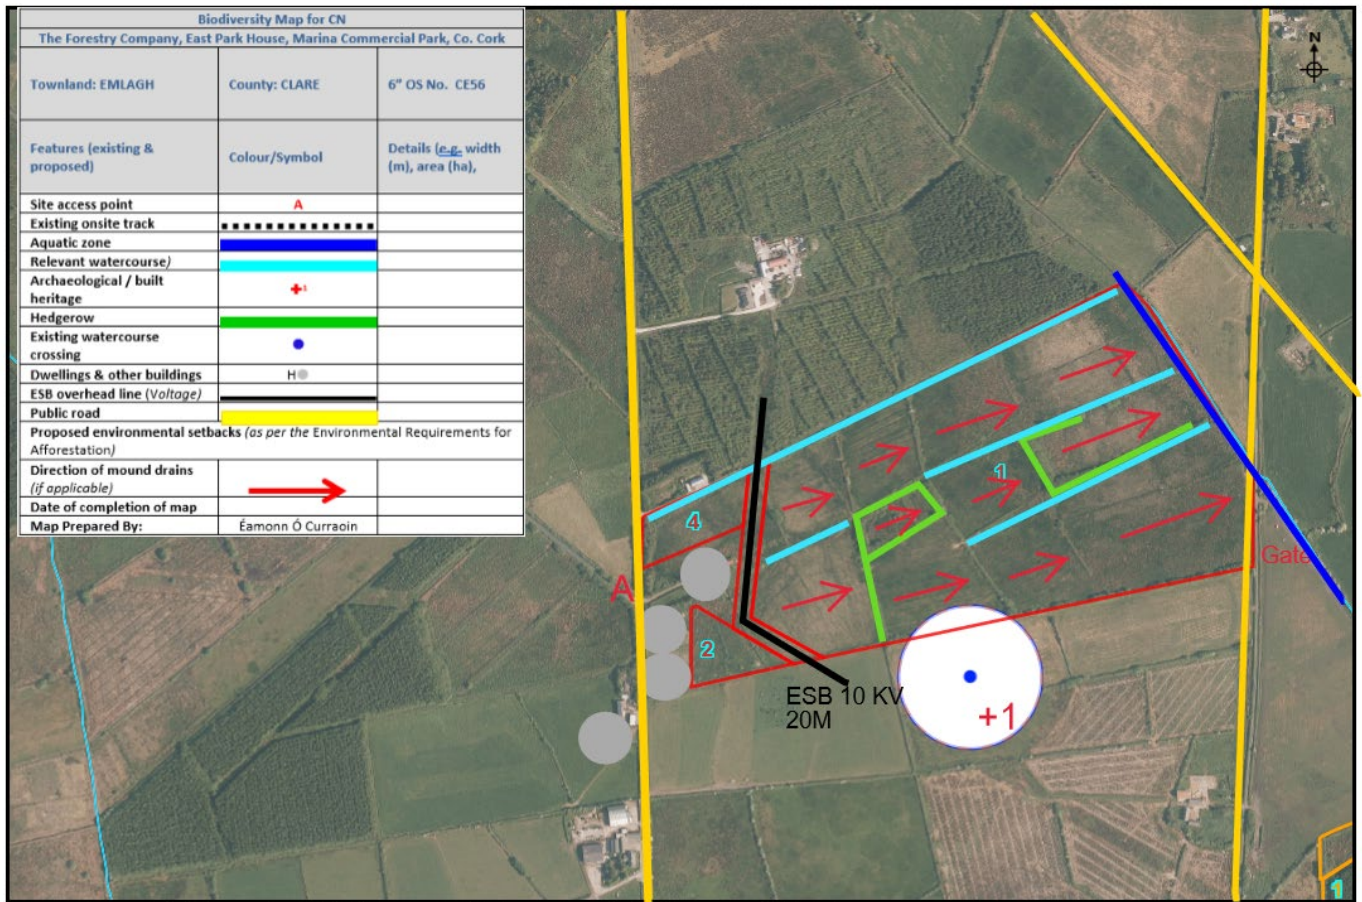 Biodiversity Map for CN
The Forestry Company, East Park House, Marina Commercial Park, Co. Cork
Townland: EMLAGH
County: CLARE
6" OS No. CE56
Features (existing &
proposed)
Colour/Symbol
Details (e.g. width
(m), area (ha),
Site access point
A
Existing onsite track
Aquatic zone
Relevant watercourse)
Archaeological / built
heritage
+1
Hedgerow
Existing watercourse
crossing
Dwellings & other buildings
H
ESB overhead line (Voltage)
Public road
Proposed environmental setbacks (as per the Environmental Requirements for
Afforestation)
Direction of mound drains
(if applicable)
Date of completion of map
Map Prepared By:
Éamonn Ó Curraoin
N
1
4
Gate
A
2
ESB 10 KV
20M
+1
1